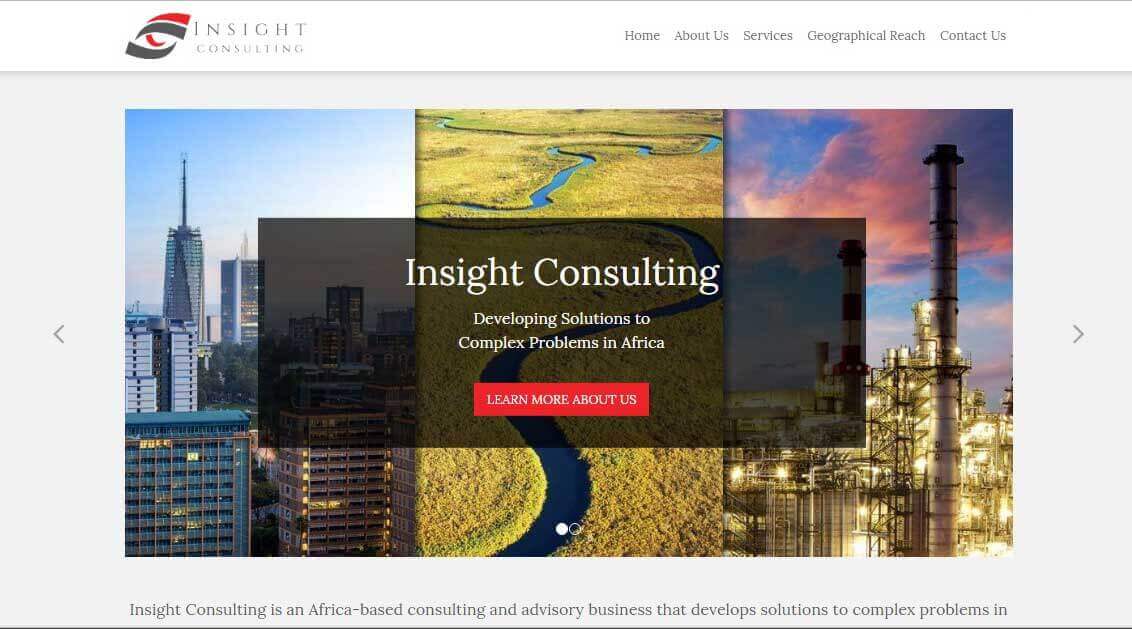 INSIGHT
CONSULTING
Home About Us Services Geographical Reach Contact Us
Insight Consulting
Developing Solutions to
Complex Problems in Africa
LEARN MORE ABOUT US
Insight Consulting is an Africa-based consulting and advisory business that develops solutions to complex problems in